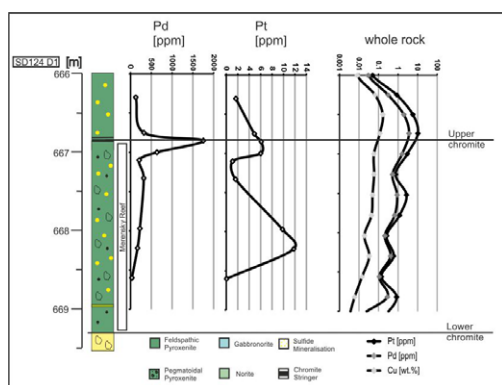 Pd
[ppm]
Pt
[ppm]
whole rock
SD124 D1
[m]
0 500 1000 1500 2000
0 2 4 6 8 10 12 14
0.001 0.01 0.1 1 10 100
666
667
668
669
Merensky Reef
Upper
chromite
Lower
chromite
Feldspathic
Pyroxenite
Gabbronorite
Sulfide
Mineralisation
Pegmatoidal
Pyroxenite
Norite
Chromite
Stringer
Pt [ppm]
Pd [ppm]
Cu [wt.%]